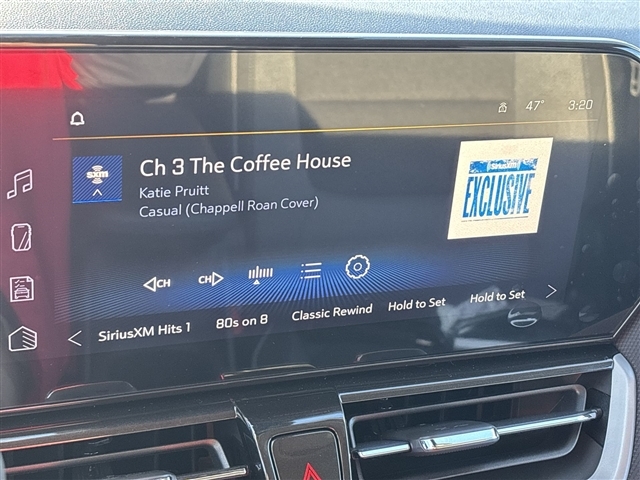 47° 3:20
sxm
Ch 3 The Coffee House
Katie Pruitt
Casual (Chappell Roan Cover)
SiriusXM
EXCLUSIVE
CH CH
SiriusXM Hits 1 80s on 8 Classic Rewind Hold to Set Hold to Set